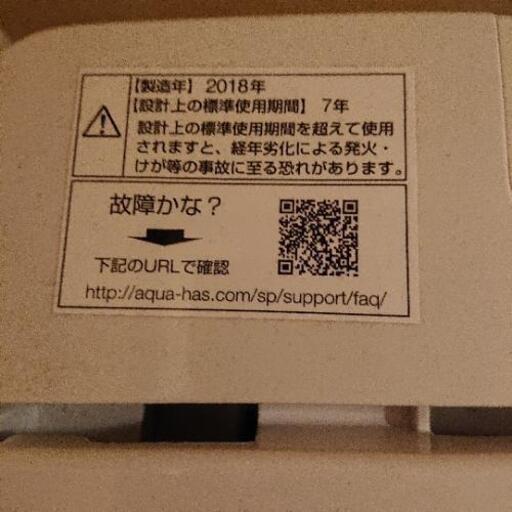 【製造年】 2018年
【設計上の標準使用期間】 7年
設計上の標準使用期間を超えて使用
されますと、経年劣化による発火・
けが等の事故に至る恐れがあります。
故障かな？
下記のURLで確認
http://aqua-has.com/sp/support/faq/